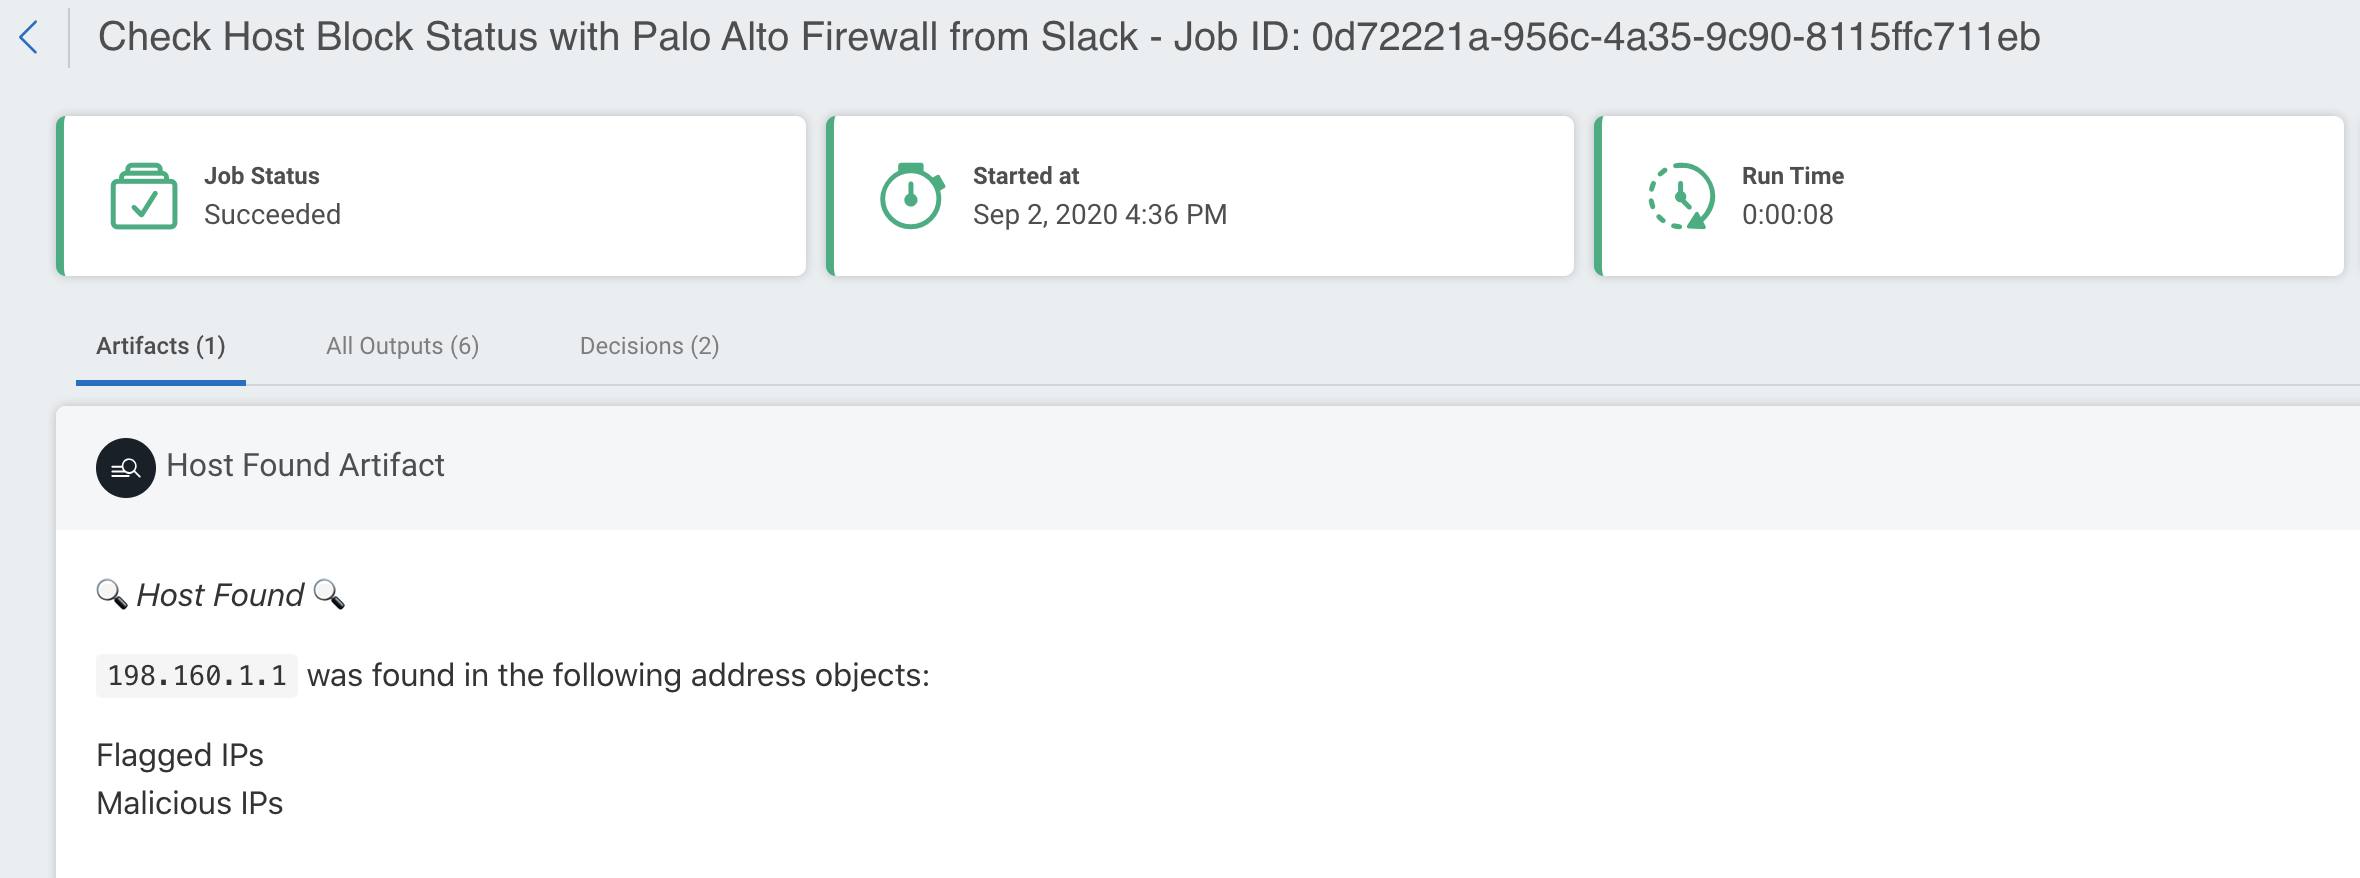 Check Host Block Status with Palo Alto Firewall from Slack - Job ID: 0d72221a-956c-4a35-9c90-8115ffc711eb
Job Status
Succeeded
Started at
Sep 2, 2020 4:36 PM
Run Time
0:00:08
Artifacts (1)
All Outputs (6)
Decisions (2)
Host Found Artifact
🔍 Host Found 🔍
198.160.1.1 was found in the following address objects:
Flagged IPs
Malicious IPs